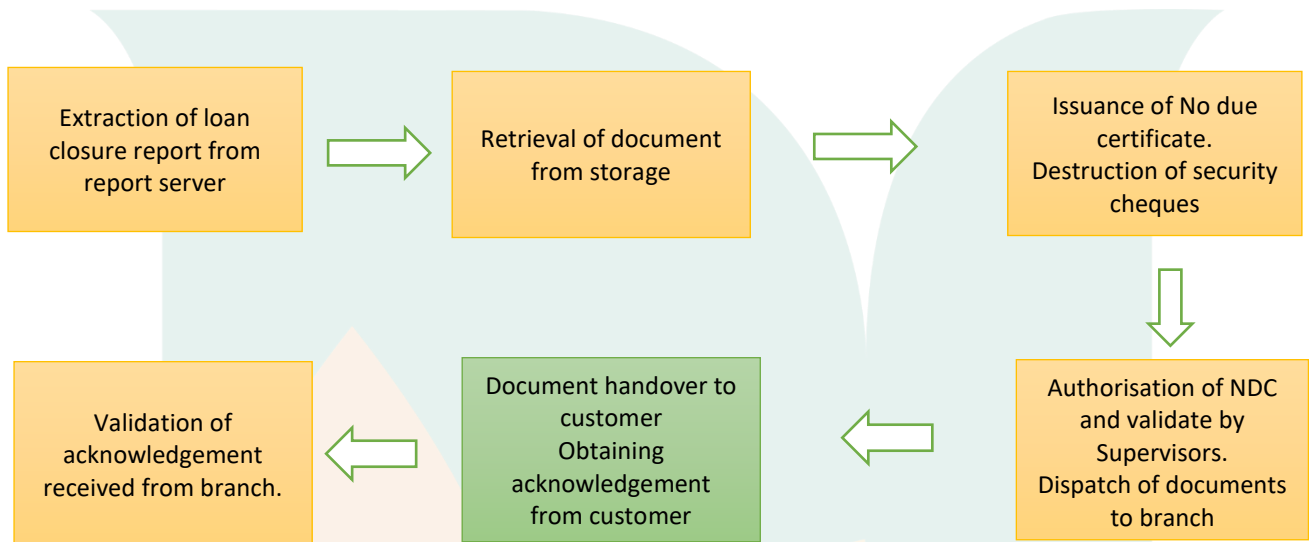 Extraction of loan
closure report from
report server
Retrieval of document
from storage
Issuance of No due
certificate.
Destruction of security
cheques
Authorisation of NDC
and validate by
Supervisors.
Dispatch of documents
to branch
Document handover to
customer
Obtaining
acknowledgement
from customer
Validation of
acknowledgement
received from branch.